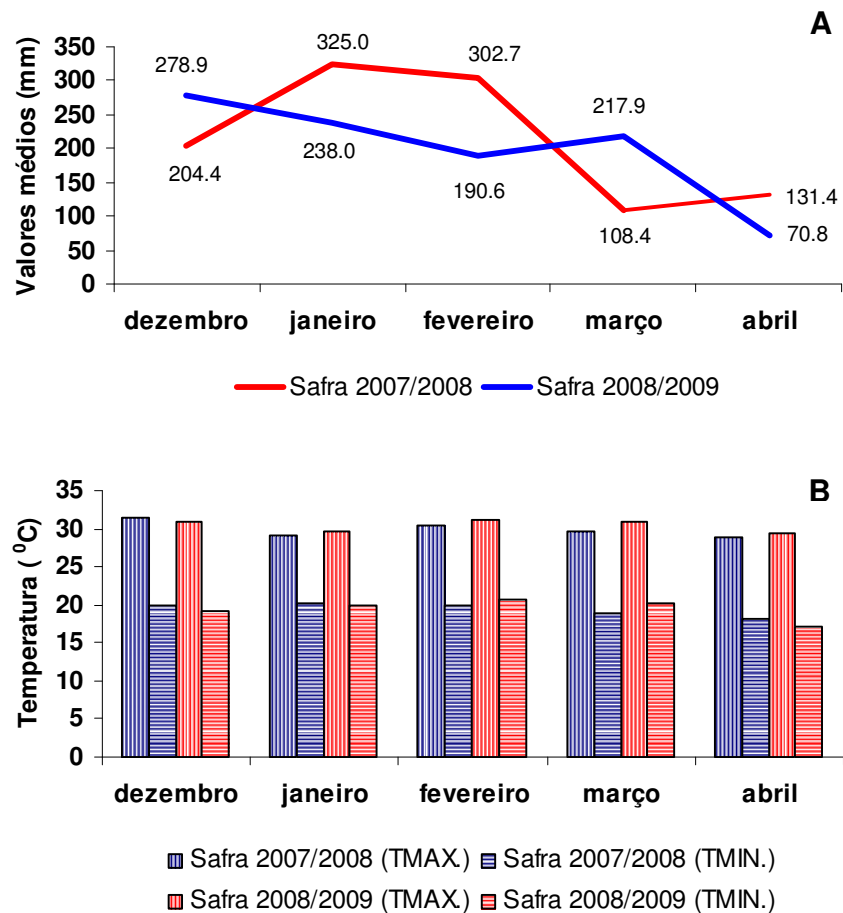 A
Valores médios (mm)
350
300
250
200
150
100
50
0
278.9
325.0
302.7
217.9
204.4
238.0
190.6
108.4
131.4
70.8
dezembro janeiro fevereiro março abril
Safra 2007/2008 Safra 2008/2009
B
Temperatura ( ⁰C)
35
30
25
20
15
10
5
0
dezembro janeiro fevereiro março abril
Safra 2007/2008 (TMAX.) Safra 2007/2008 (TMIN.)
Safra 2008/2009 (TMAX.) Safra 2008/2009 (TMIN.)